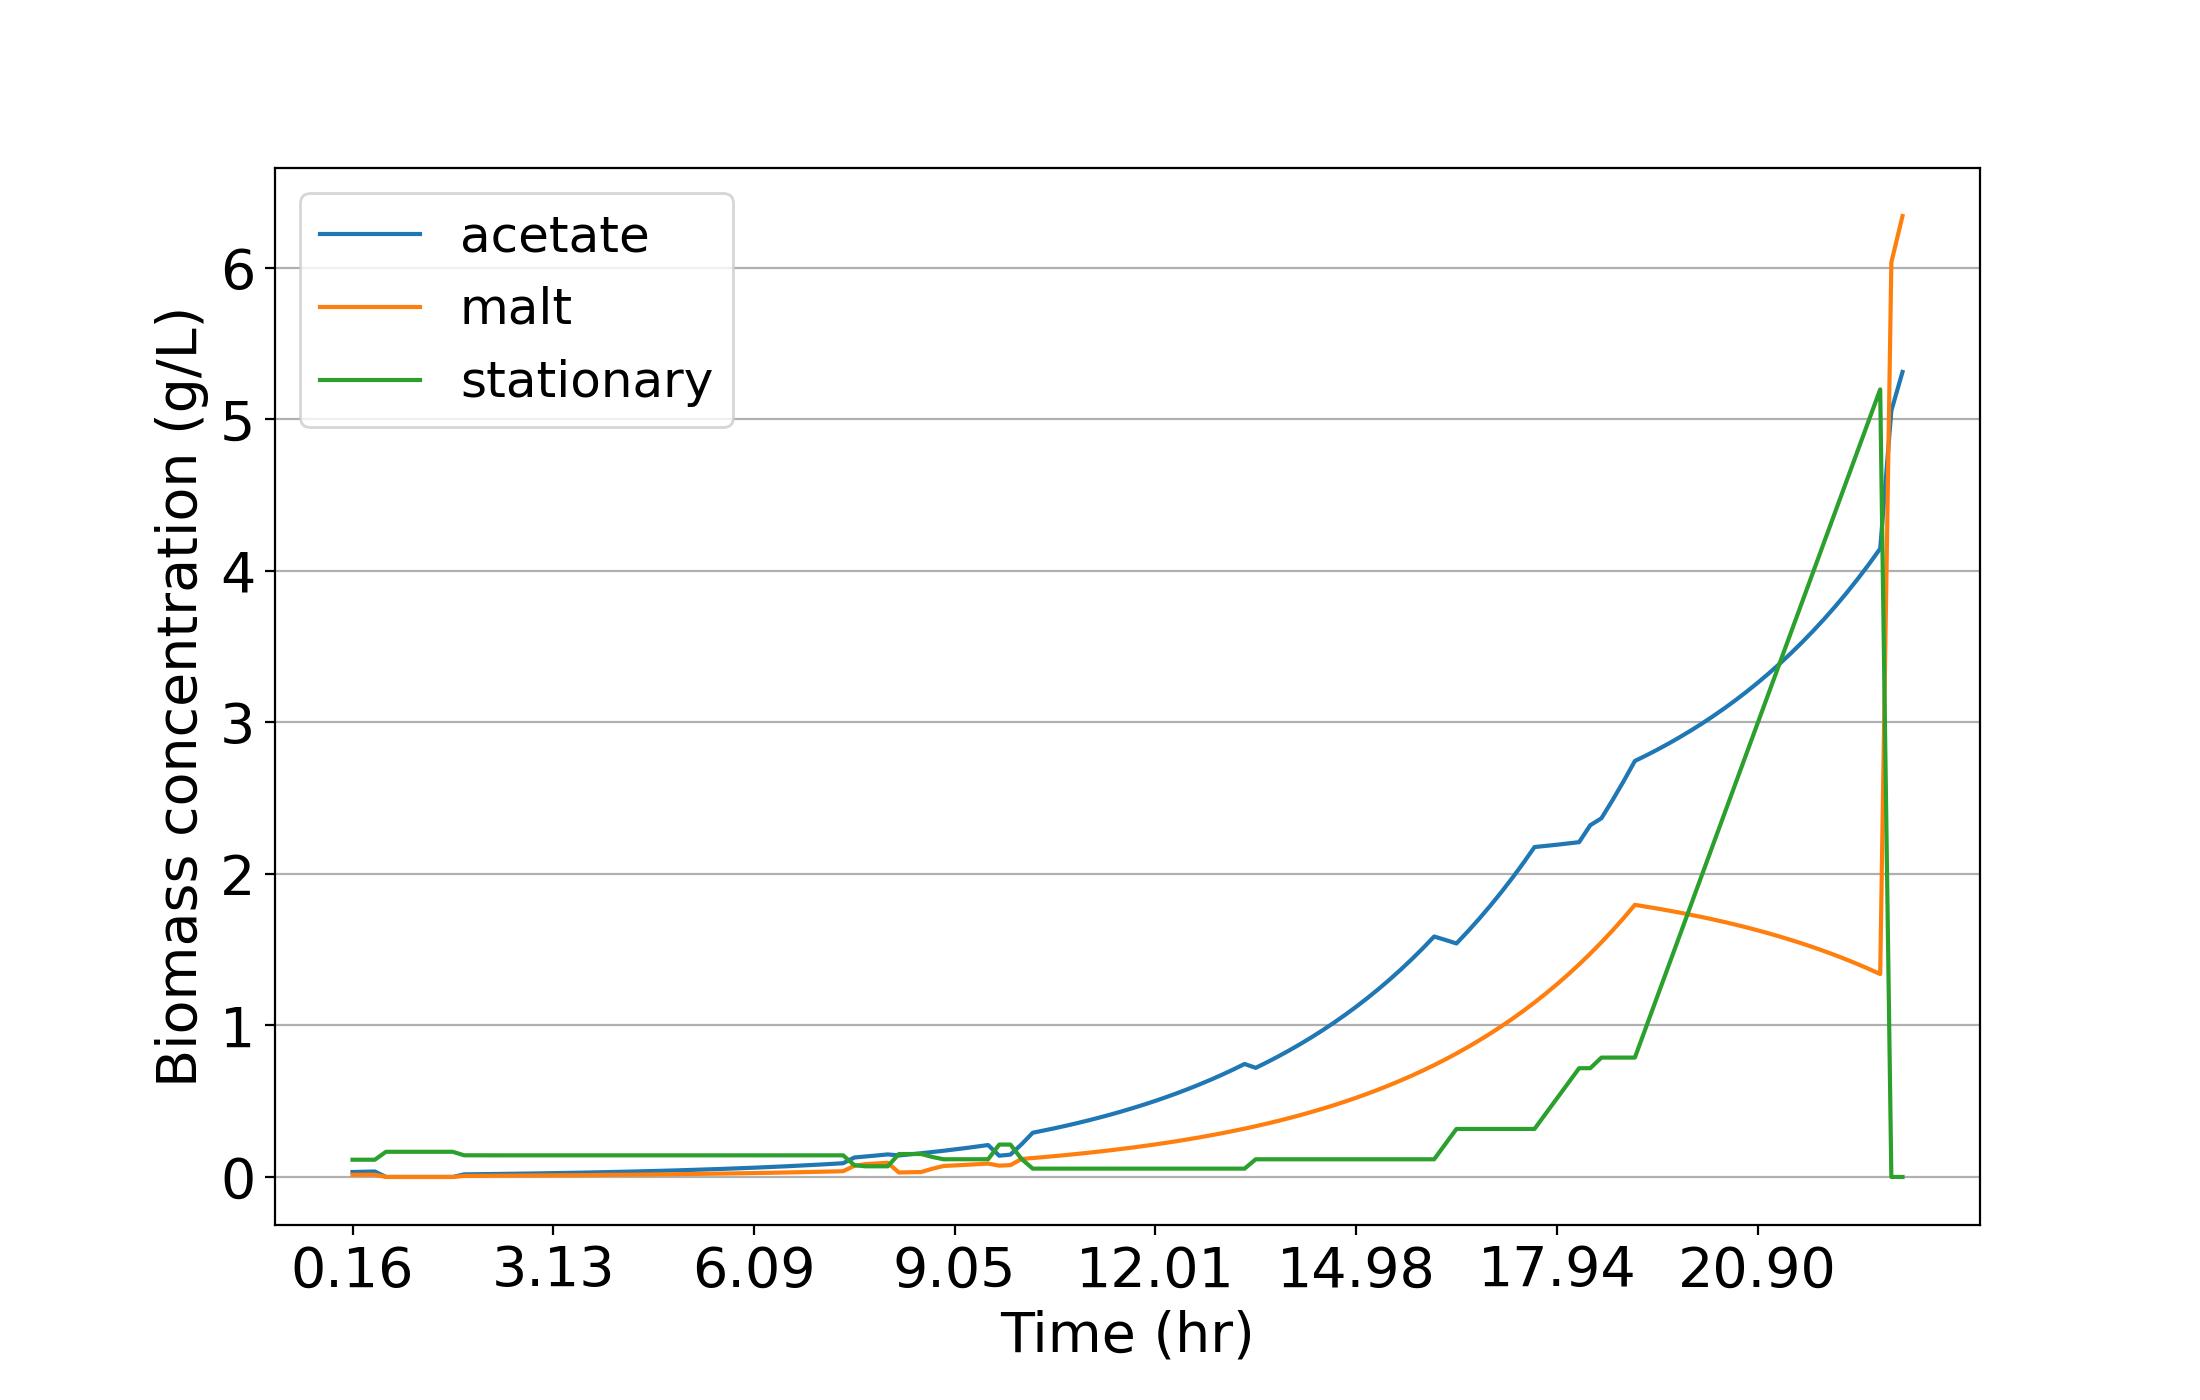 acetate
malt
stationary
6
5
4
3
2
1
0
Biomass concentration (g/L)
0.16 3.13 6.09 9.05 12.01 14.98 17.94 20.90
Time (hr)